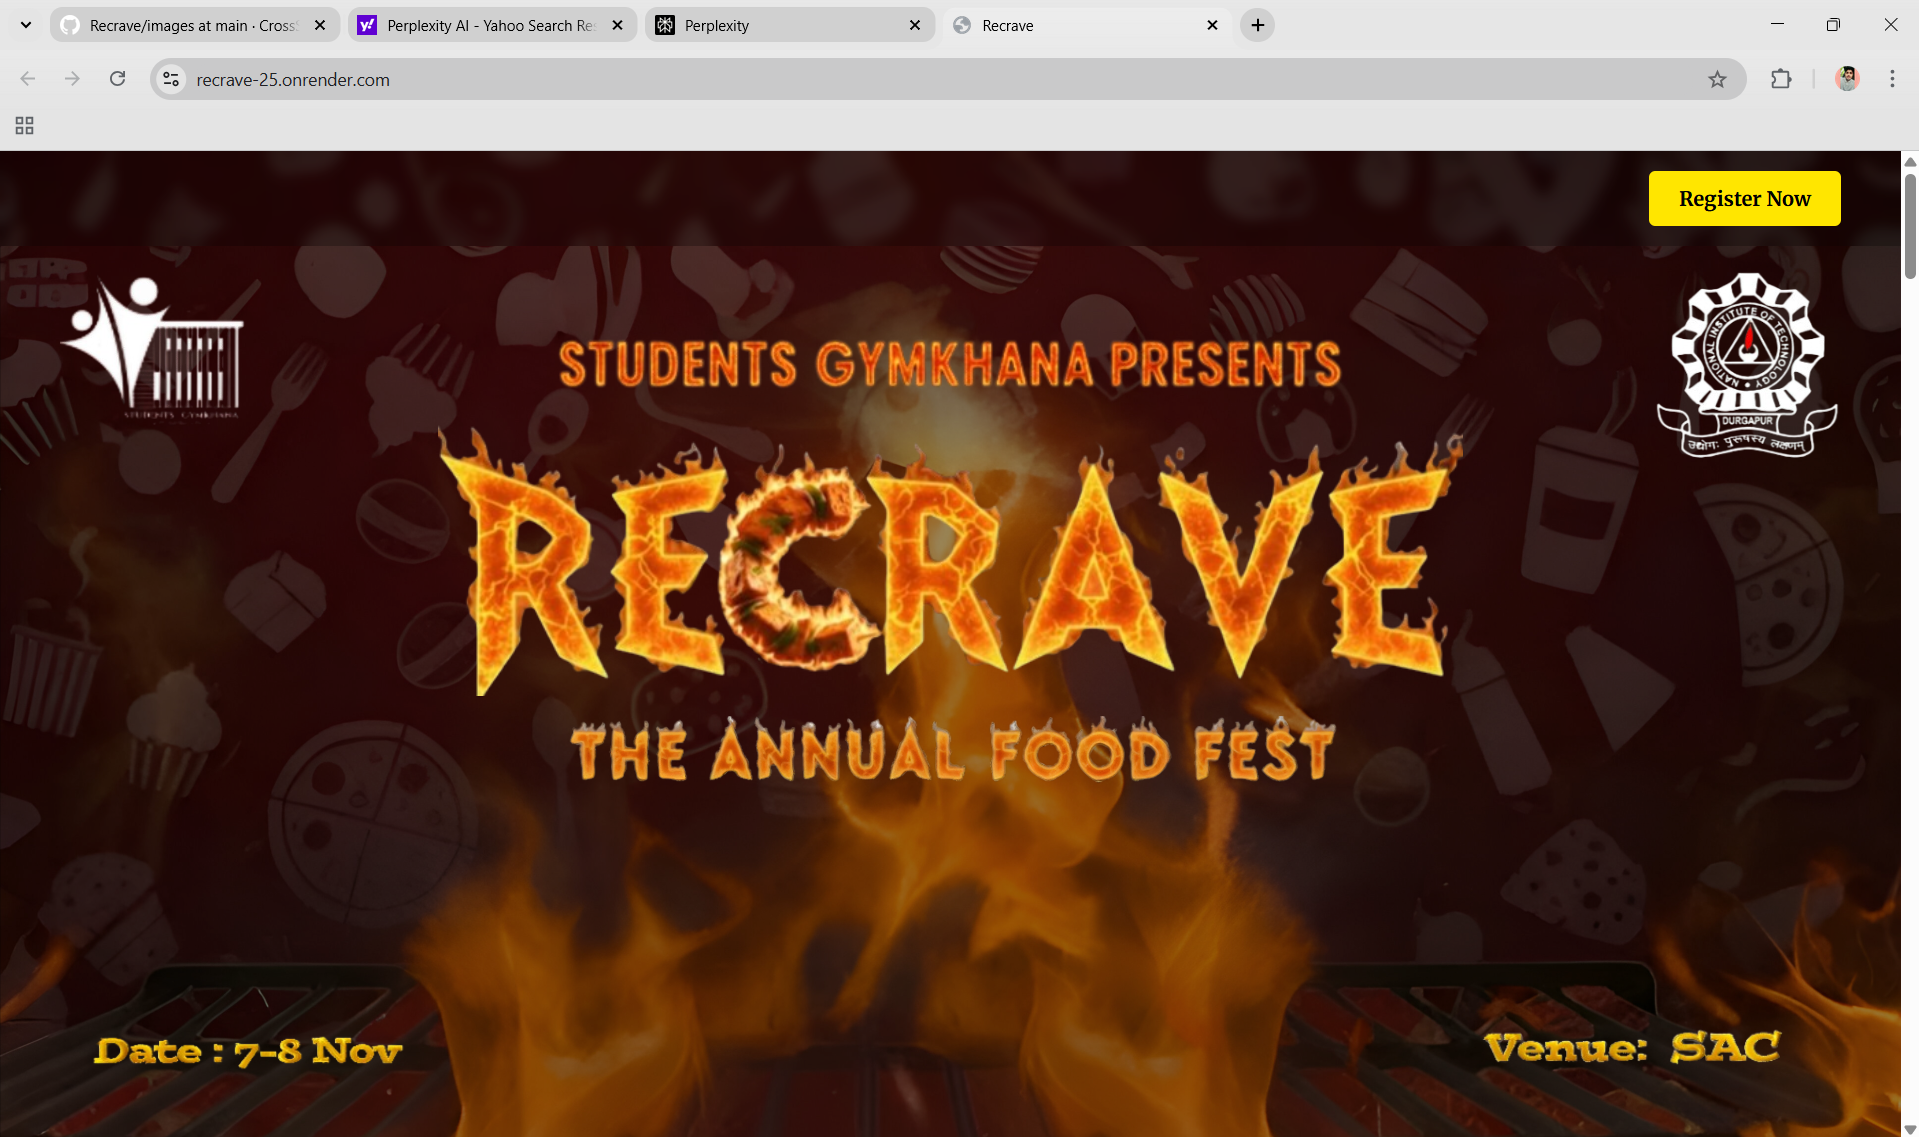 Recrave/images at main · Cross
Perplexity AI - Yahoo Search Re
Perplexity
Recrave
recrave-25.onrender.com
Register Now
STUDENTS GYMKHANA
NATIONAL INSTITUTE OF TECHNOLOGY
DURGAPUR
उद्योगः पुरुषस्य लक्षणम्
STUDENTS GYMKHANA PRESENTS
RECRAVE
THE ANNUAL FOOD FEST
Date : 7-8 Nov
Venue: SAC